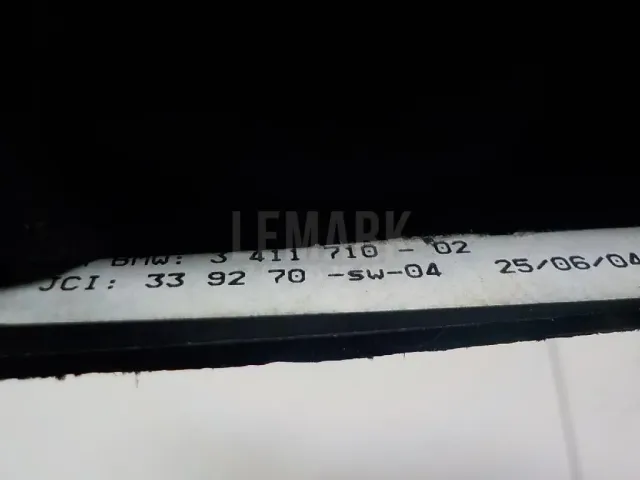 LEMARK
BMW: 3 411 710 - 02
JCI: 33 92 70 -SW-04 25/06/04